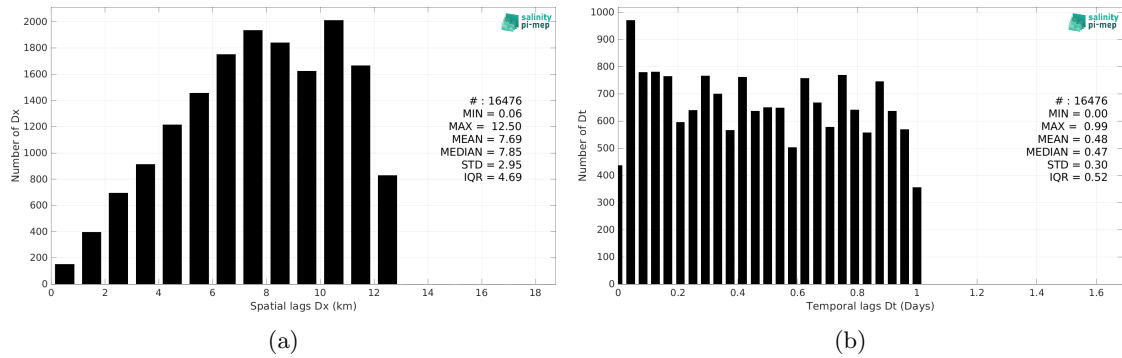 2000
1800
1600
1400
1200
1000
800
600
400
200
0
0 2 4 6 8 10 12 14 16 18
Number of Dx
Spatial lags Dx (km)
salinity
pi-mep
# : 16476
MIN = 0.06
MAX = 12.50
MEAN = 7.69
MEDIAN = 7.85
STD = 2.95
IQR = 4.69
(a)
1000
900
800
700
600
500
400
300
200
100
0
0 0.2 0.4 0.6 0.8 1 1.2 1.4 1.6
Number of Dt
Temporal lags Dt (Days)
salinity
pi-mep
# : 16476
MIN = 0.00
MAX = 0.99
MEAN = 0.48
MEDIAN = 0.47
STD = 0.30
IQR = 0.52
(b)